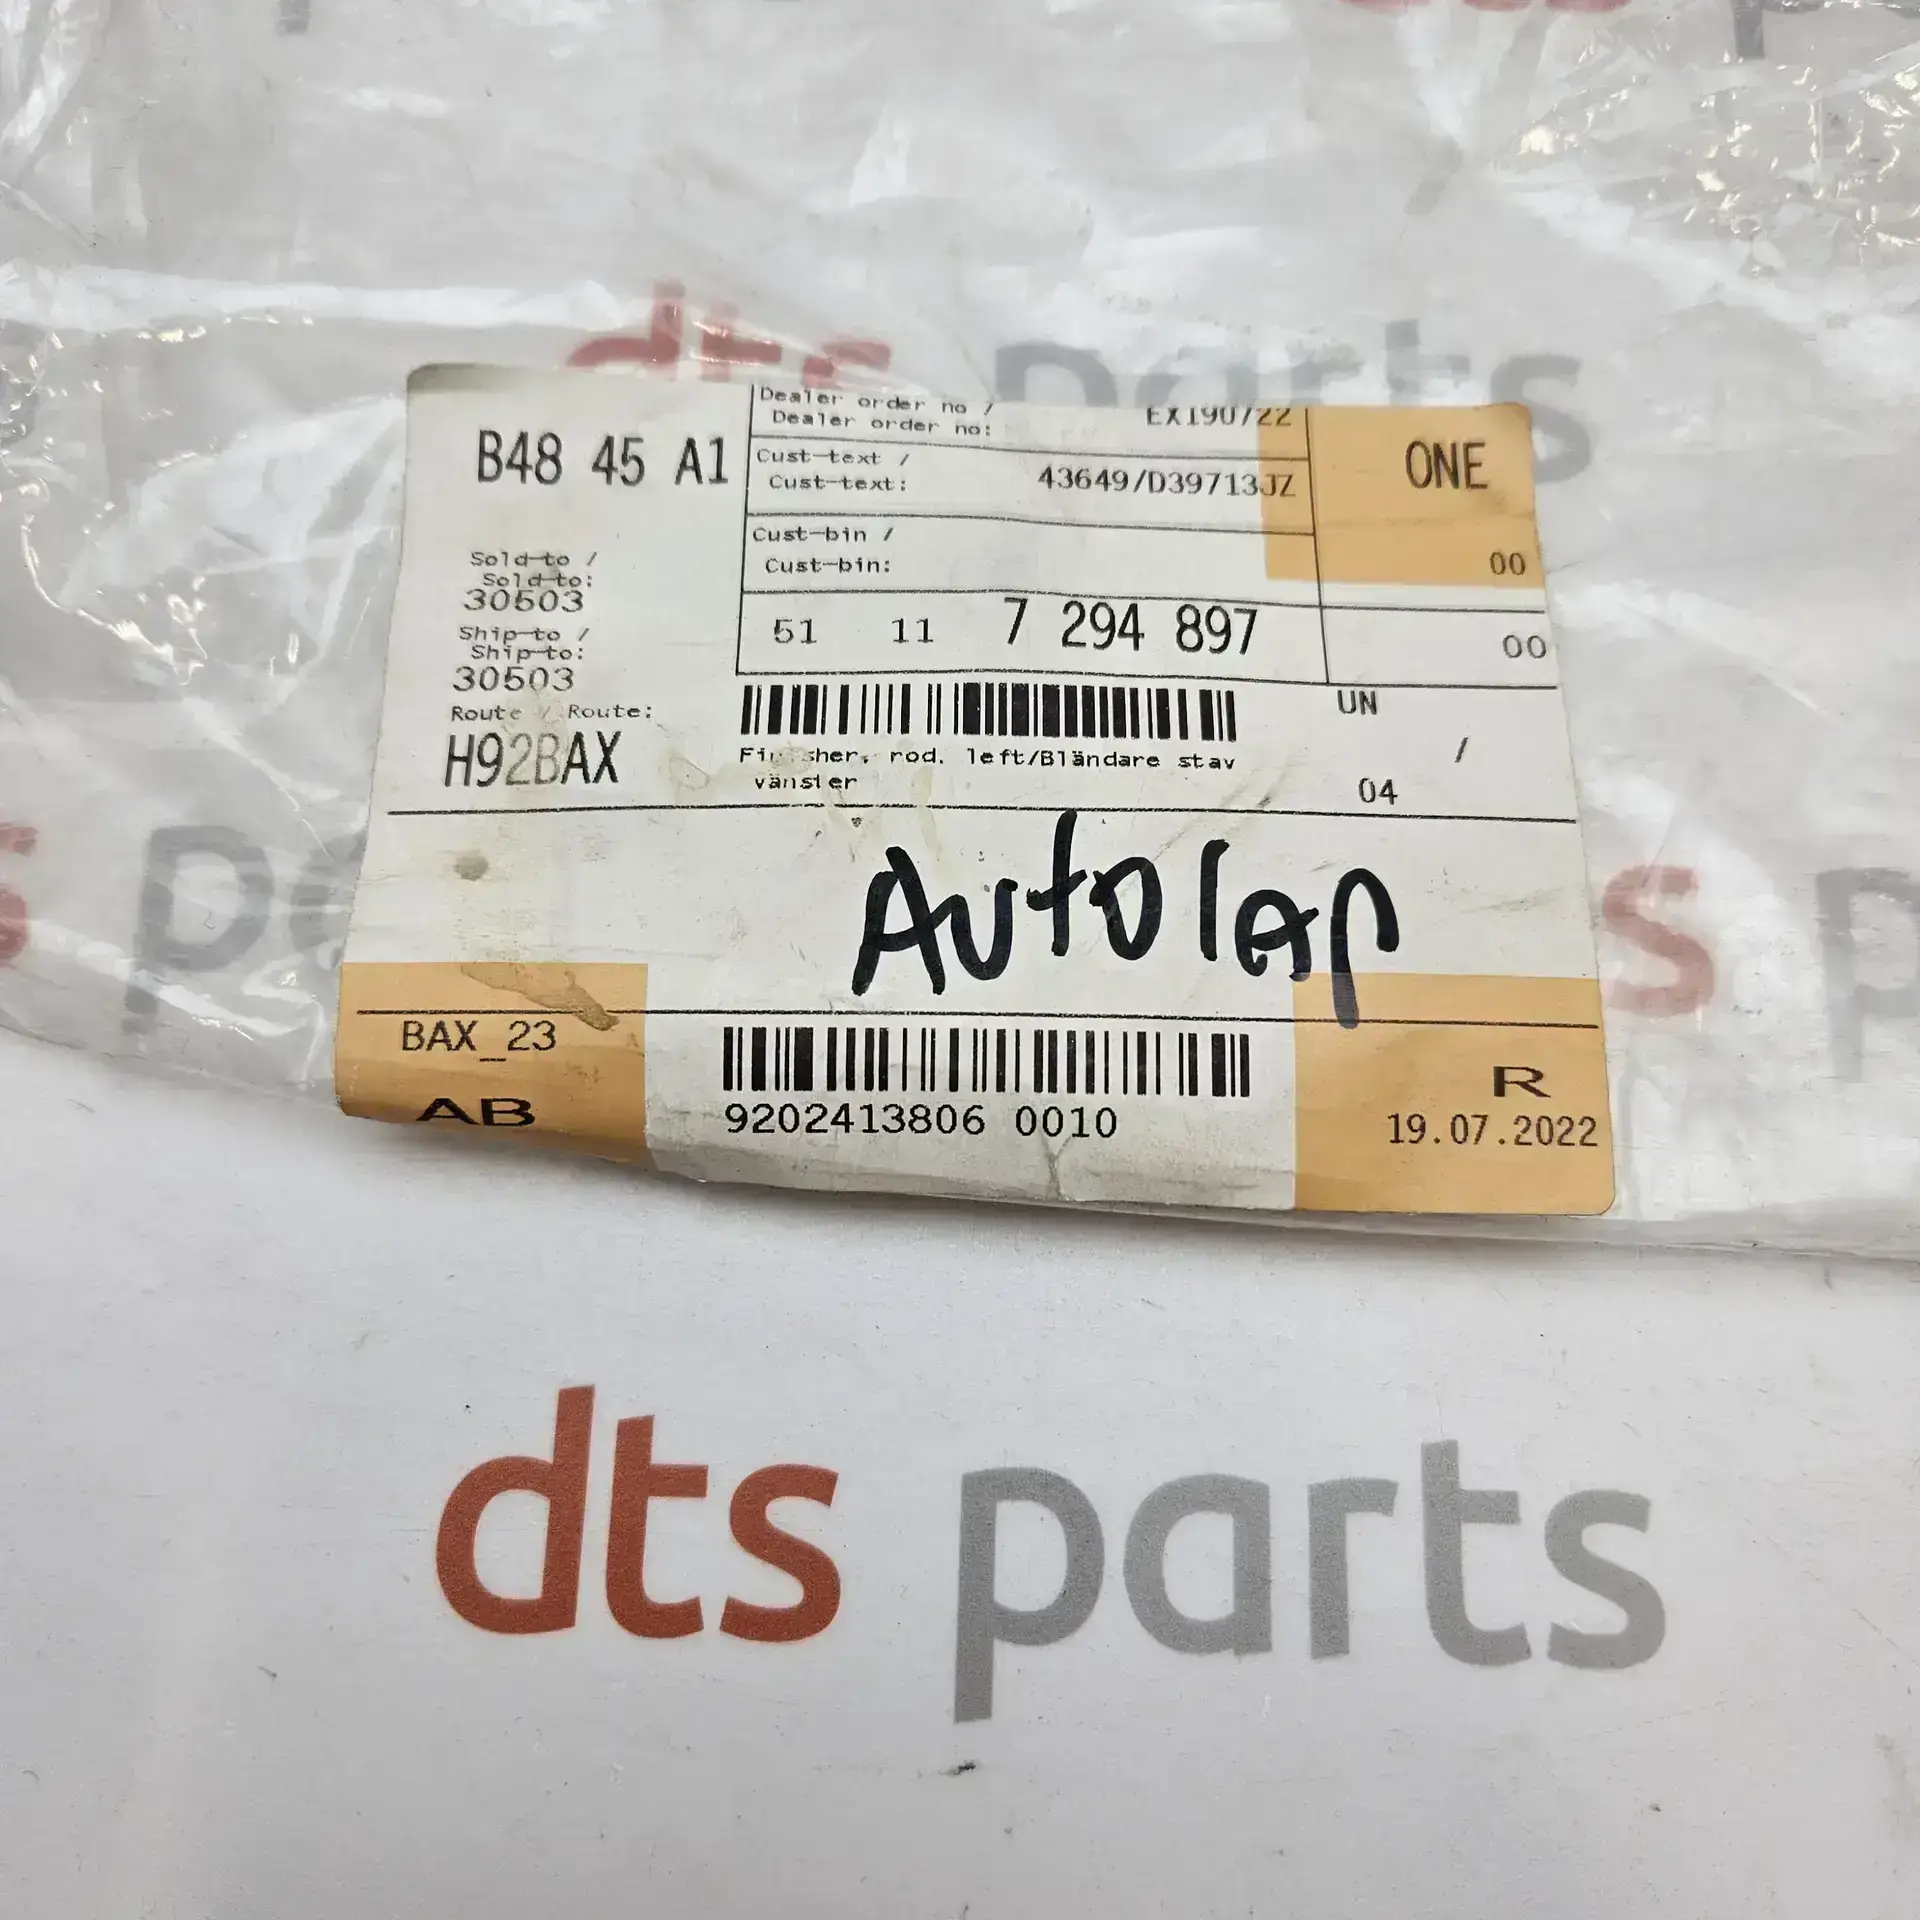 dts parts
Dealer order no /
Dealer order no:
EX190722
B48 45 A1
Cust-text /
Cust-text:
43649/D39713JZ
ONE
Cust-bin /
Cust-bin:
00
Sold-to /
Sold-to:
30503
51 11 7 294 897
00
Ship-to /
Ship-to:
30503
Route / Route:
H92BAX
UN
Finisher, rod. left/Bländare stav
vänster
/
04
Autolap
BAX_23
AB
9202413806 0010
R
19.07.2022
dts parts